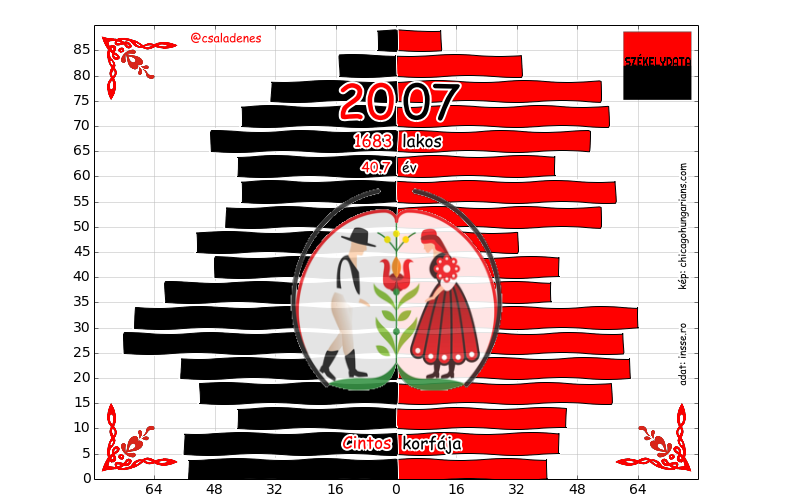 @csaladenes
SZÉKELYDATA
2007
1683 lakos
40.7 év
kép: chicagohungarians.com
adat: insse.ro
Cintos korfája
85
80
75
70
65
60
55
50
45
40
35
30
25
20
15
10
5
0
64 48 32 16 0 16 32 48 64